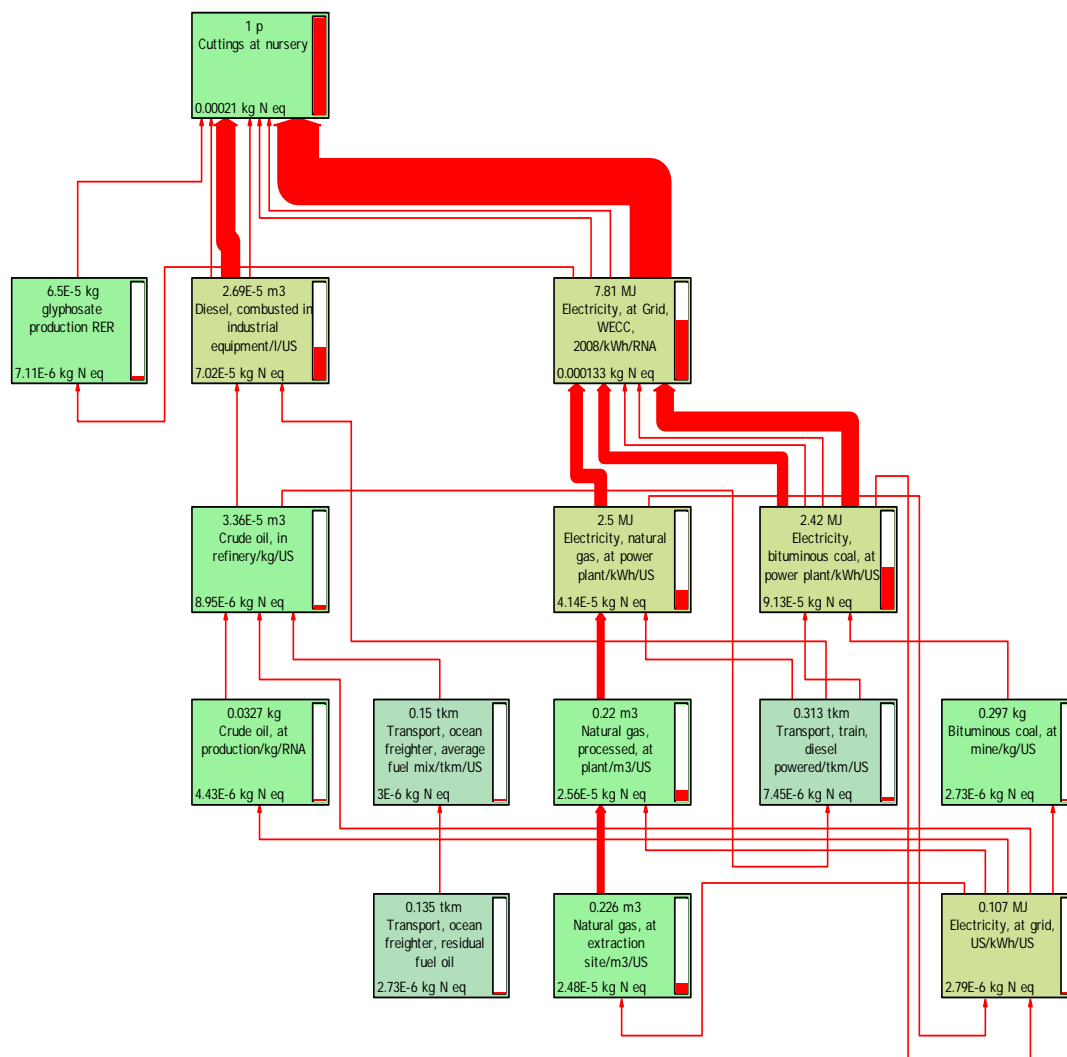 1 p
Cuttings at nursery
0.00021 kg N eq
6.5E-5 kg
glyphosate
production RER
7.11E-6 kg N eq
2.69E-5 m3
Diesel, combusted in
industrial
equipment/l/US
7.02E-5 kg N eq
7.81 MJ
Electricity, at Grid,
WECC,
2008/kWh/RNA
0.000133 kg N eq
3.36E-5 m3
Crude oil, in
refinery/kg/US
8.95E-6 kg N eq
2.5 MJ
Electricity, natural
gas, at power
plant/kWh/US
4.14E-5 kg N eq
2.42 MJ
Electricity,
bituminous coal, at
power plant/kWh/US
9.13E-5 kg N eq
0.0327 kg
Crude oil, at
production/kg/RNA
4.43E-6 kg N eq
0.15 tkm
Transport, ocean
freighter, average
fuel mix/tkm/US
3E-6 kg N eq
0.22 m3
Natural gas,
processed, at
plant/m3/US
2.56E-5 kg N eq
0.313 tkm
Transport, train,
diesel
powered/tkm/US
7.45E-6 kg N eq
0.297 kg
Bituminous coal, at
mine/kg/US
2.73E-6 kg N eq
0.135 tkm
Transport, ocean
freighter, residual
fuel oil
2.73E-6 kg N eq
0.226 m3
Natural gas, at
extraction
site/m3/US
2.48E-5 kg N eq
0.107 MJ
Electricity, at grid,
US/kWh/US
2.79E-6 kg N eq